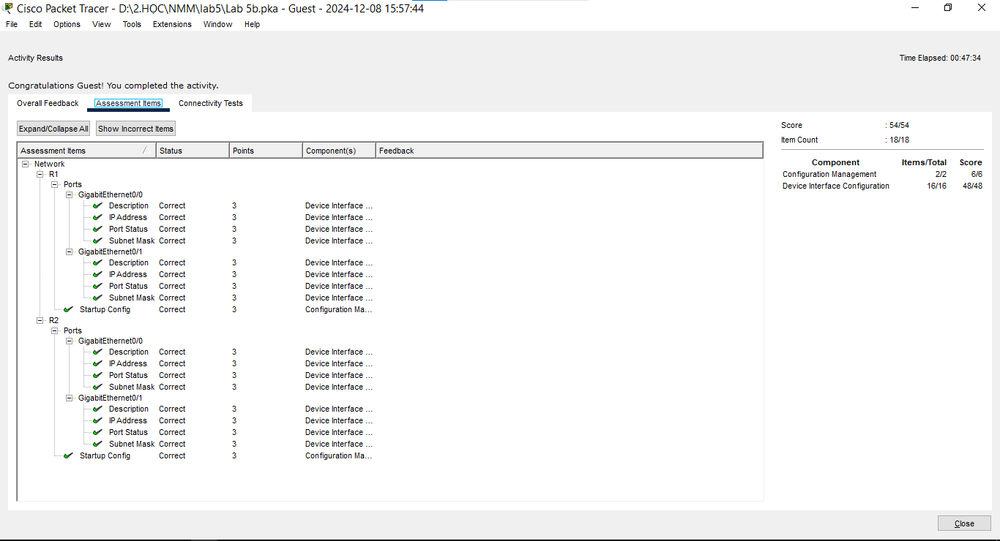 Cisco Packet Tracer - D:\2.HOC\NMM\lab5\Lab 5b.pka - Guest - 2024-12-08 15:57:44
File Edit Options View Tools Extensions Window Help
Activity Results Time Elapsed: 00:47:34
Congratulations Guest! You completed the activity.
Overall Feedback Assessment Items Connectivity Tests
Expand/Collapse All Show Incorrect Items
Assessment Items Status Points Component(s) Feedback
Network
R1
Ports
GigabitEthernet0/0
Description Correct 3 Device Interface ...
IP Address Correct 3 Device Interface ...
Port Status Correct 3 Device Interface ...
Subnet Mask Correct 3 Device Interface ...
GigabitEthernet0/1
Description Correct 3 Device Interface ...
IP Address Correct 3 Device Interface ...
Port Status Correct 3 Device Interface ...
Subnet Mask Correct 3 Device Interface ...
Startup Config Correct 3 Configuration Ma...
R2
Ports
GigabitEthernet0/0
Description Correct 3 Device Interface ...
IP Address Correct 3 Device Interface ...
Port Status Correct 3 Device Interface ...
Subnet Mask Correct 3 Device Interface ...
GigabitEthernet0/1
Description Correct 3 Device Interface ...
IP Address Correct 3 Device Interface ...
Port Status Correct 3 Device Interface ...
Subnet Mask Correct 3 Device Interface ...
Startup Config Correct 3 Configuration Ma...
Score : 54/54
Item Count : 18/18
Component Items/Total Score
Configuration Management 2/2 6/6
Device Interface Configuration 16/16 48/48
Close